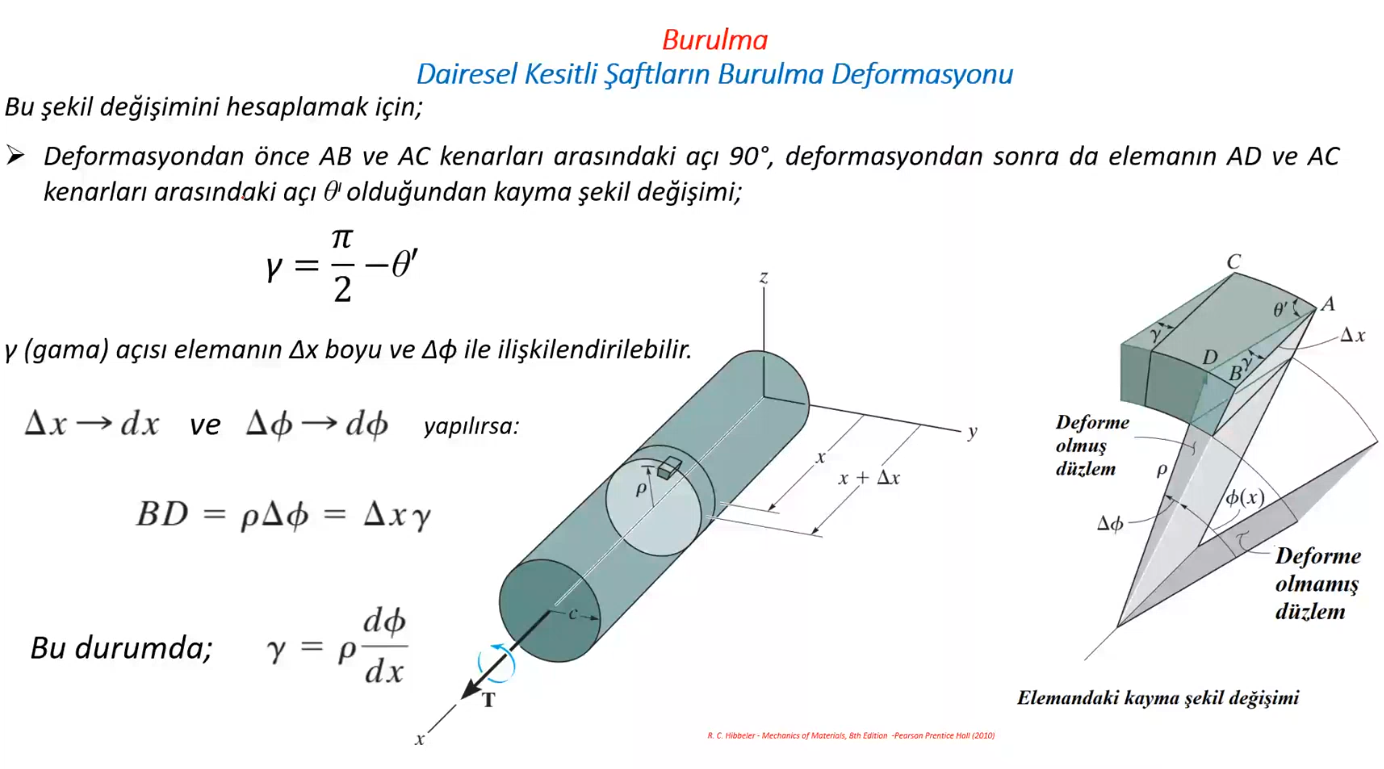 Burulma
Dairesel Kesitli Şaftların Burulma Deformasyonu
Bu şekil değişimini hesaplamak için;
➢ Deformasyondan önce AB ve AC kenarları arasındaki açı 90°, deformasyondan sonra da elemanın AD ve AC
kenarları arasındaki açı θ' olduğundan kayma şekil değişimi;
γ = π/2 − θ'
γ (gama) açısı elemanın Δx boyu ve Δϕ ile ilişkilendirilebilir.
Δx → dx ve Δϕ → dϕ yapılırsa:
BD = ρΔϕ = Δx γ
Bu durumda; γ = ρ dϕ/dx
z
y
x
x + Δx
ρ
c
T
x
C
θ'
A
γ
Δx
D
γ
B
Deforme
olmuş
düzlem
ρ
ϕ(x)
Δϕ
τ
Deforme
olmamış
düzlem
Elemandaki kayma şekil değişimi
R. C. Hibbeler - Mechanics of Materials, 8th Edition -Pearson Prentice Hall (2010)